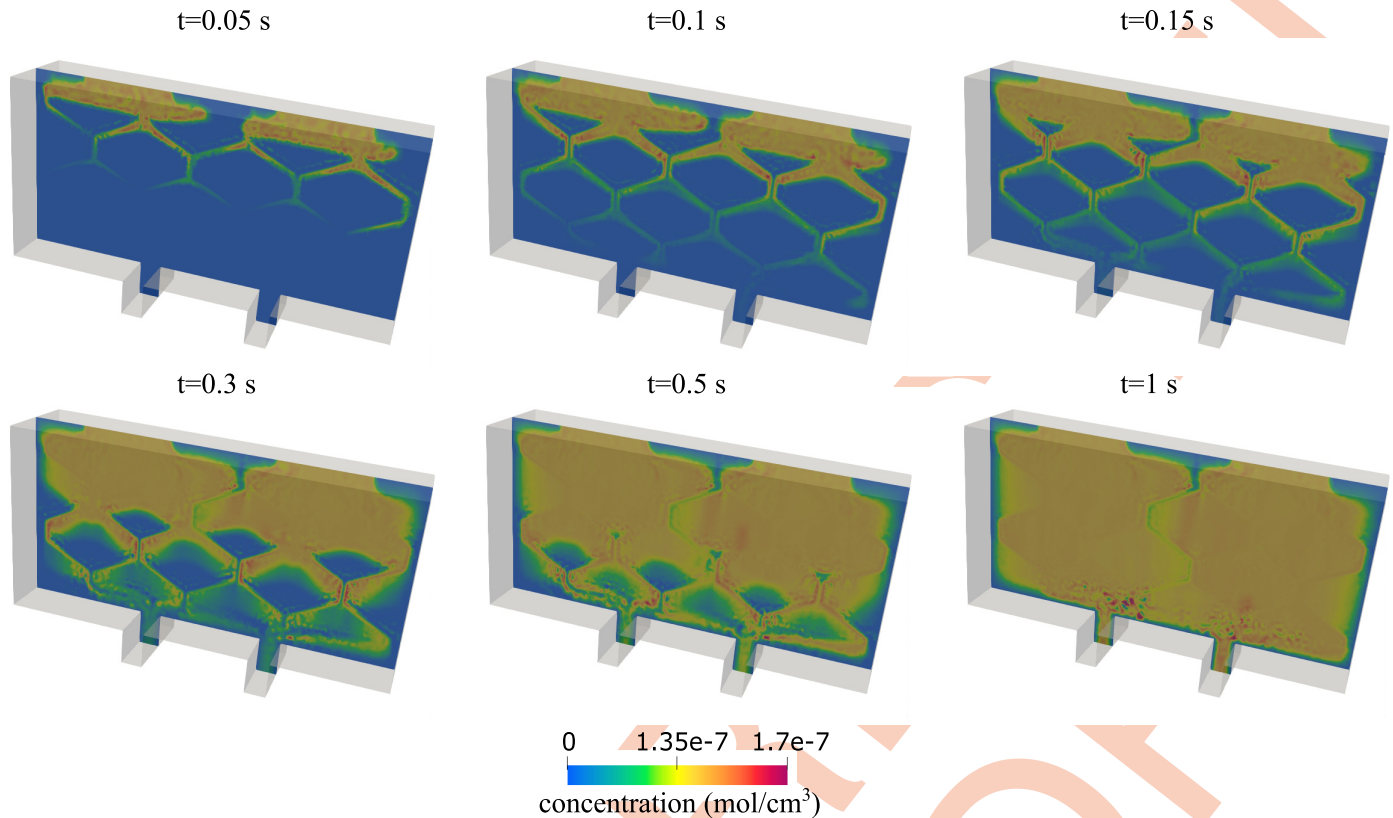 t=0.05 s
t=0.1 s
t=0.15 s
t=0.3 s
t=0.5 s
t=1 s
0 1.35e-7 1.7e-7
concentration (mol/cm³)